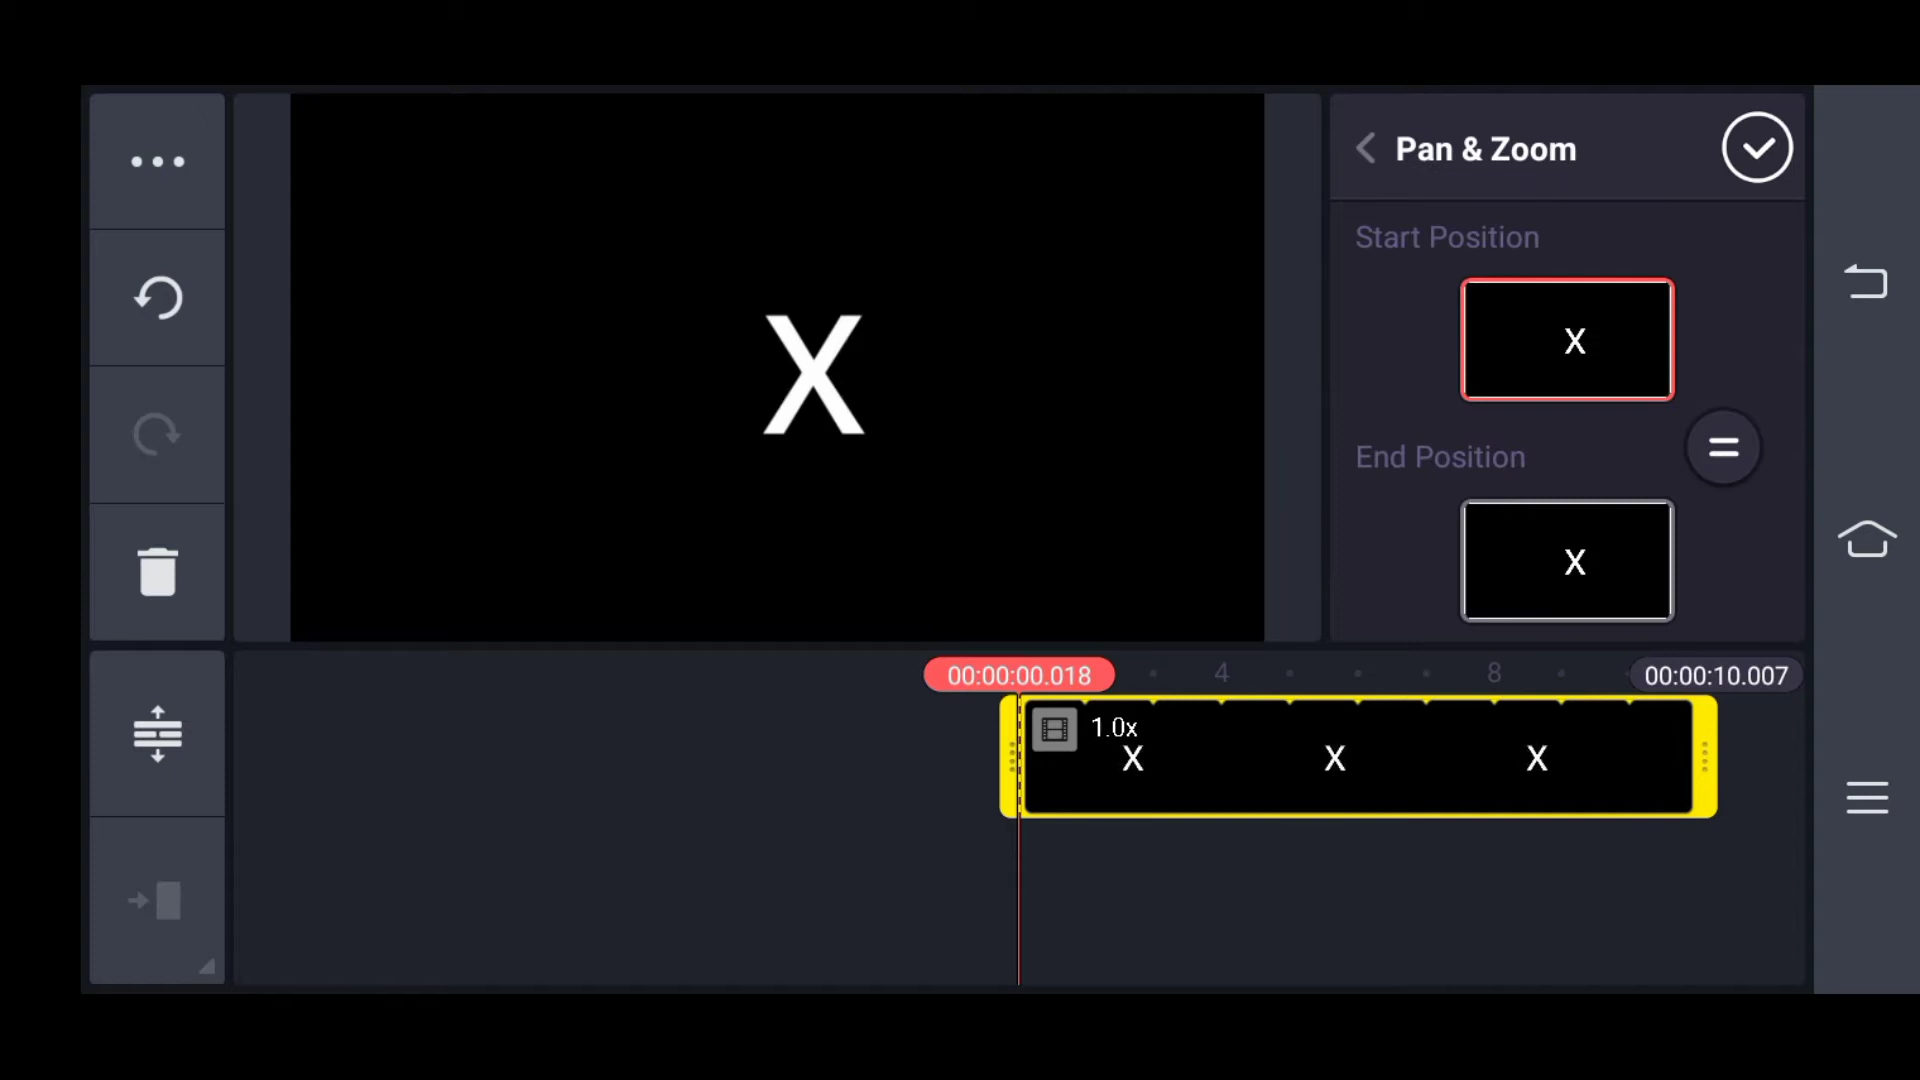 Pan & Zoom
Start Position
X
X
End Position
X
00:00:00.018
4
8
00:00:10.007
1.0x
X
X
X